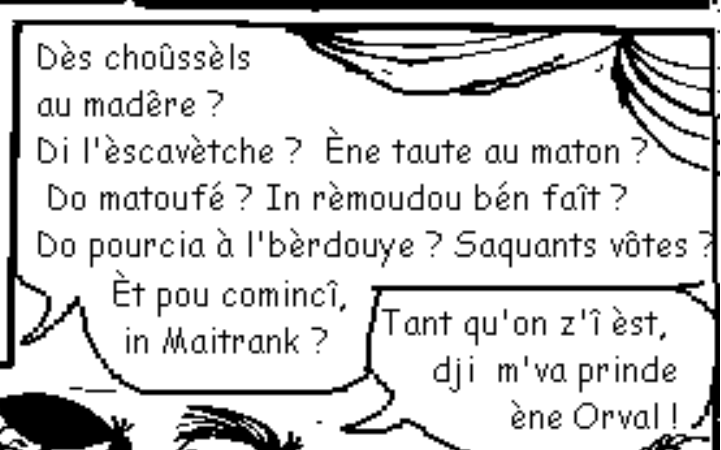 Dès choûssèls
au madêre ?
Di l'èscavètche ? Ène taute au maton ?
Do matoufé ? In rèmoudou bén faît ?
Do pourcia à l'bèrdouye ? Saquants vôtes ?
Èt pou comincî,
in Maitrank ?
Tant qu'on z'î èst,
dji m'va prinde
ène Orval !